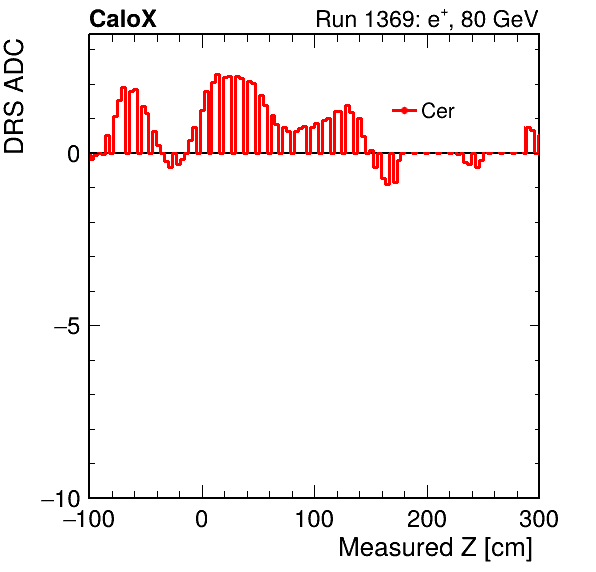 CaloX Run 1369: e⁺, 80 GeV
DRS ADC
Cer
0
−5
−10
−100 0 100 200 300
Measured Z [cm]